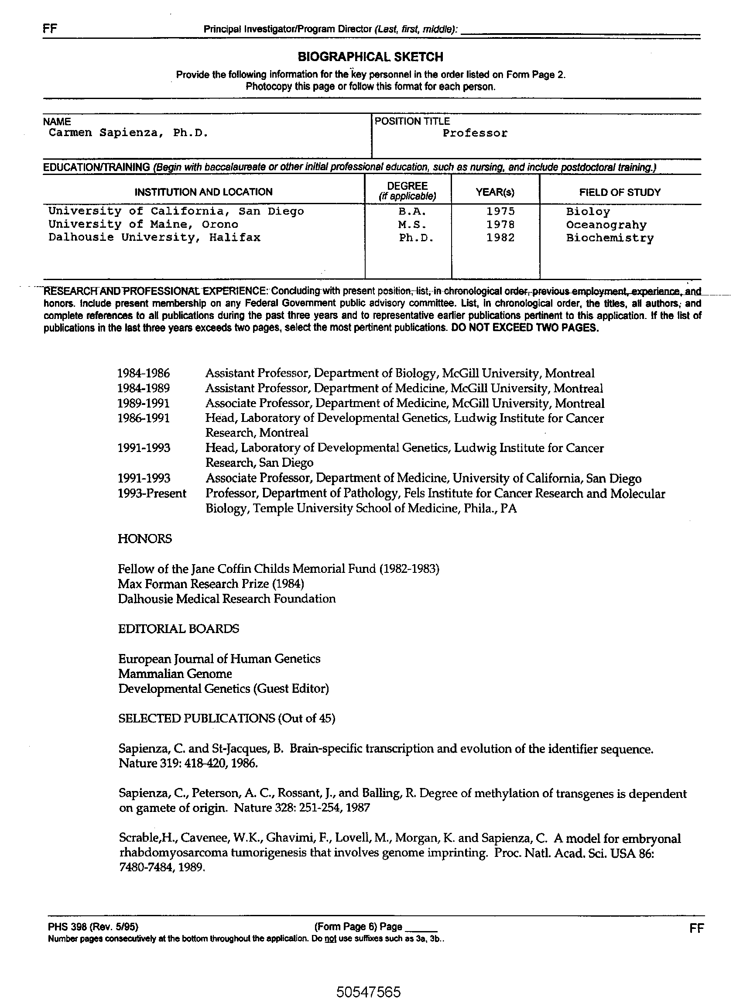 FF
Principal Investigator/Program Director (Last, first, middle):
BIOGRAPHICAL SKETCH
Provide the following information for the key personnel in the order listed on Form Page 2.
Photocopy this page or follow this format for each person.
NAME
Carmen Sapienza, Ph.D.
POSITION TITLE
Professor
EDUCATION/TRAINING (Begin with baccalaureate or other initial professional education, such as nursing, and include postdoctoral training.)
INSTITUTION AND LOCATION DEGREE (if applicable) YEAR(s) FIELD OF STUDY
University of California, San Diego B.A. 1975 Bioloy
University of Maine, Orono M.S. 1978 Oceanograhy
Dalhousie University, Halifax Ph.D. 1982 Biochemistry
RESEARCH AND PROFESSIONAL EXPERIENCE: Concluding with present position, list, in chronological order, previous employment, experience, and
honors. Include present membership on any Federal Government public advisory committee. List, in chronological order, the titles, all authors, and
complete references to all publications during the past three years and to representative earlier publications pertinent to this application. If the list of
publications in the last three years exceeds two pages, select the most pertinent publications. DO NOT EXCEED TWO PAGES.
1984-1986 Assistant Professor, Department of Biology, McGill University, Montreal
1984-1989 Assistant Professor, Department of Medicine, McGill University, Montreal
1989-1991 Associate Professor, Department of Medicine, McGill University, Montreal
1986-1991 Head, Laboratory of Developmental Genetics, Ludwig Institute for Cancer
Research, Montreal
1991-1993 Head, Laboratory of Developmental Genetics, Ludwig Institute for Cancer
Research, San Diego
1991-1993 Associate Professor, Department of Medicine, University of California, San Diego
1993-Present Professor, Department of Pathology, Fels Institute for Cancer Research and Molecular
Biology, Temple University School of Medicine, Phila., PA
HONORS
Fellow of the Jane Coffin Childs Memorial Fund (1982-1983)
Max Forman Research Prize (1984)
Dalhousie Medical Research Foundation
EDITORIAL BOARDS
European Journal of Human Genetics
Mammalian Genome
Developmental Genetics (Guest Editor)
SELECTED PUBLICATIONS (Out of 45)
Sapienza, C. and St-Jacques, B. Brain-specific transcription and evolution of the identifier sequence.
Nature 319: 418-420, 1986.
Sapienza, C., Peterson, A. C., Rossant, J., and Balling, R. Degree of methylation of transgenes is dependent
on gamete of origin. Nature 328: 251-254, 1987
Scrable,H., Cavenee, W.K., Ghavimi, F., Lovell, M., Morgan, K. and Sapienza, C. A model for embryonal
rhabdomyosarcoma tumorigenesis that involves genome imprinting. Proc. Natl. Acad. Sci. USA 86:
7480-7484, 1989.
PHS 398 (Rev. 5/95) (Form Page 6) Page FF
Number pages consecutively at the bottom throughout the application. Do not use suffixes such as 3a, 3b..
50547565